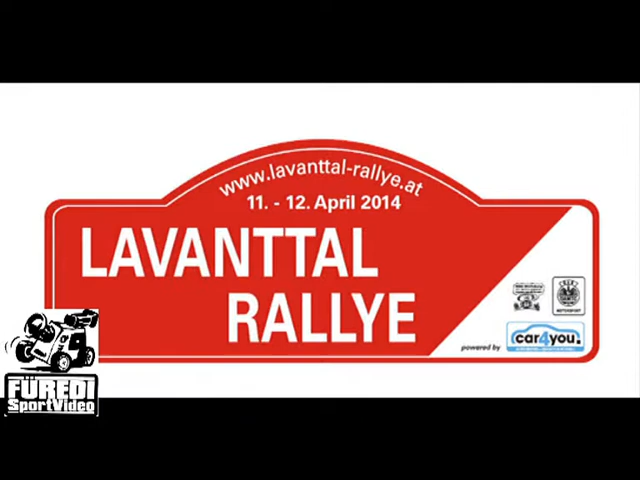 www.lavanttal-rallye.at
11. - 12. April 2014
LAVANTTAL
RALLYE
powered by
car4you.
FÜREDI
SportVideo